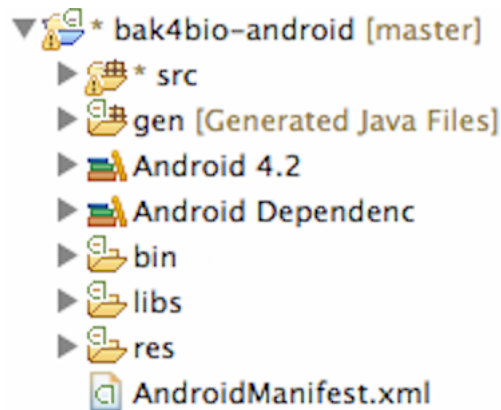 * bak4bio-android [master]
* src
gen [Generated Java Files]
Android 4.2
Android Dependenc
bin
libs
res
AndroidManifest.xml